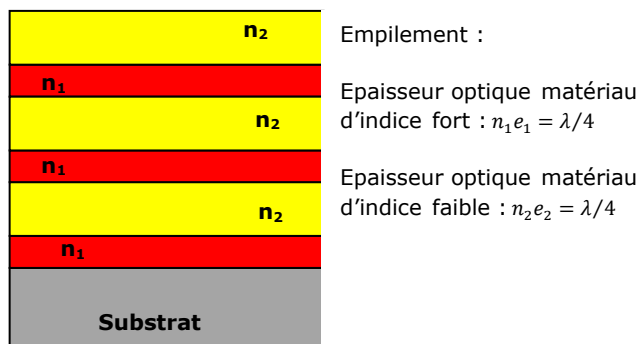 n₂
n₁
n₂
n₁
n₂
n₁
Substrat
Empilement :
Epaisseur optique matériau
d'indice fort : n₁e₁ = λ/4
Epaisseur optique matériau
d'indice faible : n₂e₂ = λ/4